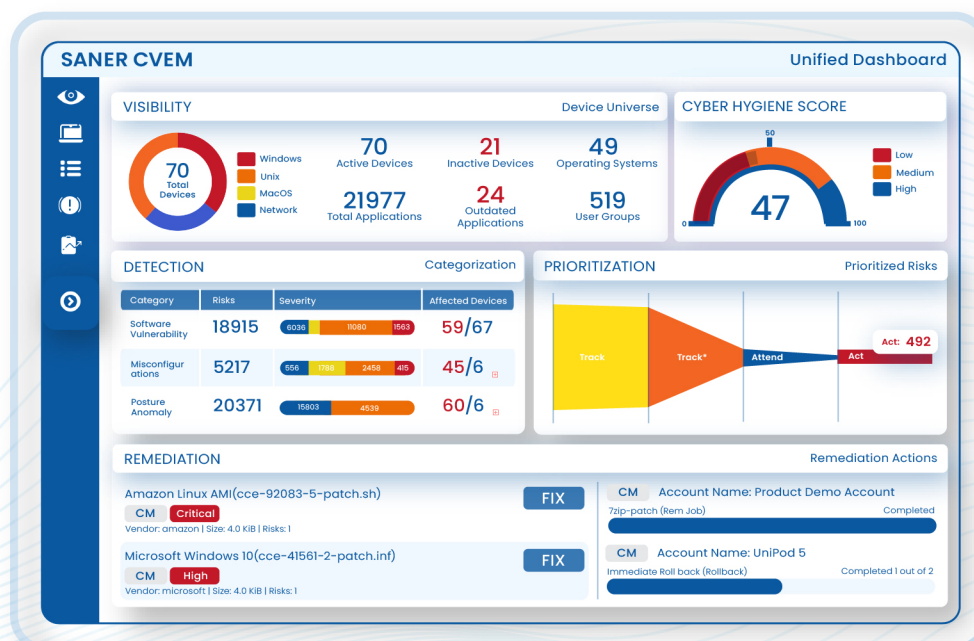 SANER CVEM
Unified Dashboard
VISIBILITY
Device Universe
70
Total
Devices
Windows
Unix
MacOS
Network
70
Active Devices
21
Inactive Devices
49
Operating Systems
21977
Total Applications
24
Outdated
Applications
519
User Groups
CYBER HYGIENE SCORE
50
0
47
100
Low
Medium
High
DETECTION
Categorization
Category Risks Severity Affected Devices
Software
Vulnerability
18915
6036 11080 1563
59/67
Misconfigur
ations
5217
556 1788 2458 415
45/6
Posture
Anomaly
20371
15803 4539
60/6
PRIORITIZATION
Prioritized Risks
Track
Track*
Attend
Act
Act: 492
REMEDIATION
Remediation Actions
Amazon Linux AMI(cce-92083-5-patch.sh)
CM Critical
Vendor: amazon | Size: 4.0 KiB | Risks: 1
FIX
Microsoft Windows 10(cce-41561-2-patch.inf)
CM High
Vendor: microsoft | Size: 4.0 KiB | Risks: 1
FIX
CM Account Name: Product Demo Account
7zip-patch (Rem Job) Completed
CM Account Name: UniPod 5
Immediate Roll back (Rollback) Completed 1 out of 2